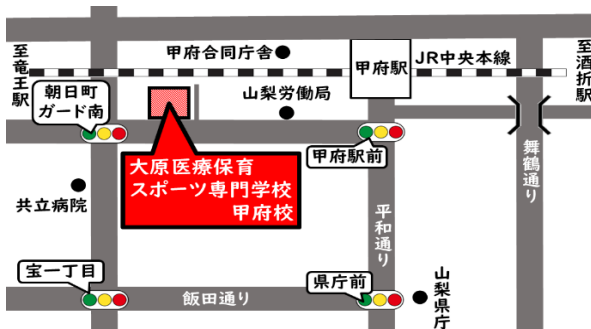 至竜王駅
甲府合同庁舎
甲府駅
JR中央本線
至酒折駅
朝日町
ガード南
山梨労働局
甲府駅前
舞鶴通り
大原医療保育
スポーツ専門学校
甲府校
共立病院
平和通り
宝一丁目
飯田通り
県庁前
山梨県庁